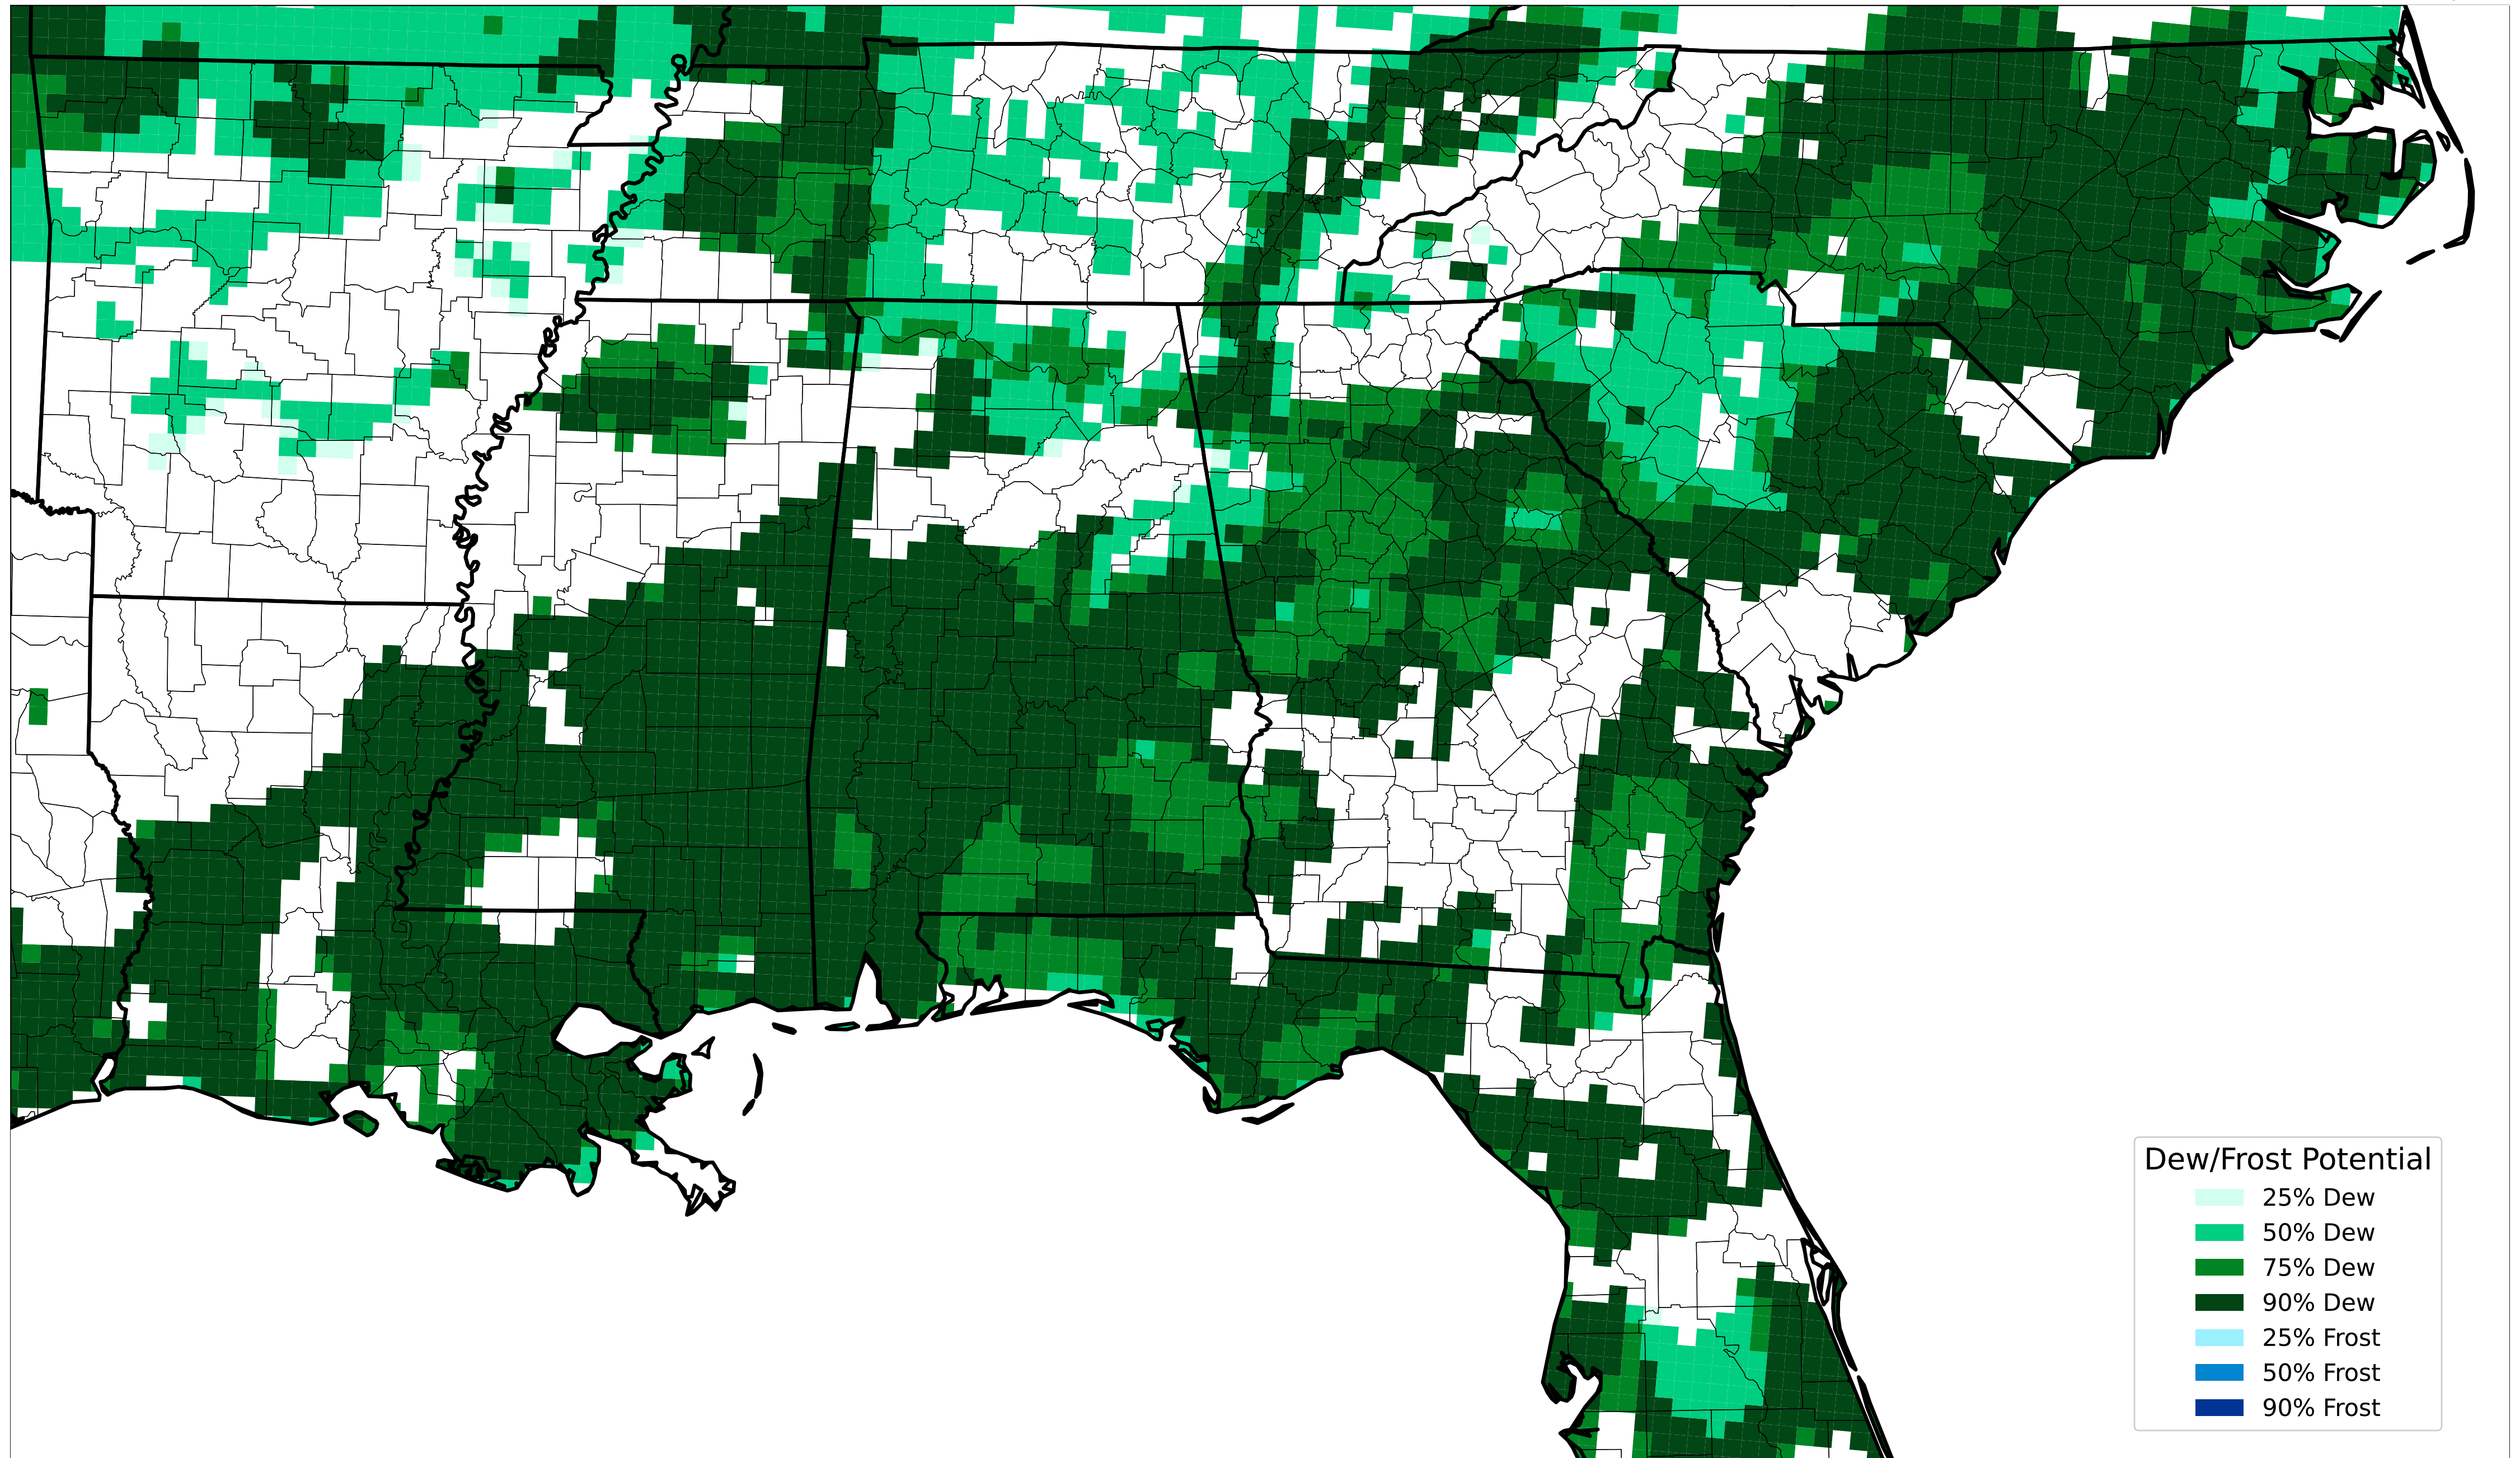 Dew/Frost Potential
25% Dew
50% Dew
75% Dew
90% Dew
25% Frost
50% Frost
90% Frost